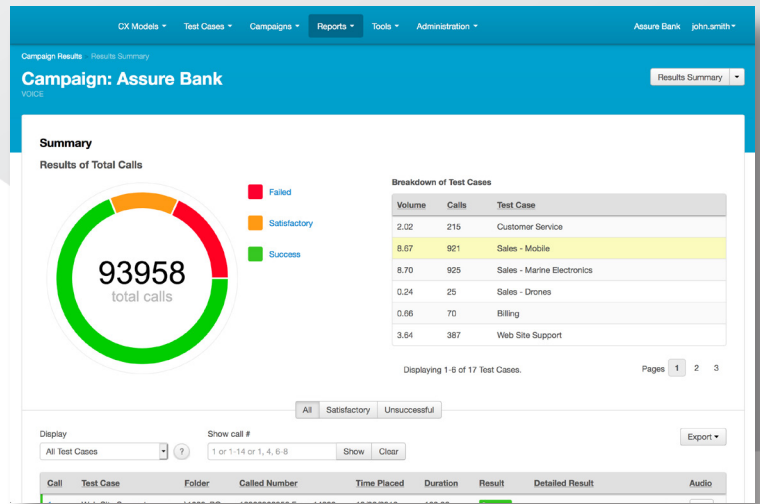 CX Models Test Cases Campaigns Reports Tools Administration Assure Bank john.smith
Campaign Results Results Summary
Campaign: Assure Bank
VOICE
Results Summary
Summary
Results of Total Calls
Failed
Satisfactory
Success
93958
total calls
Breakdown of Test Cases
Volume Calls Test Case
2.02 215 Customer Service
8.67 921 Sales - Mobile
8.70 925 Sales - Marine Electronics
0.24 25 Sales - Drones
0.66 70 Billing
3.64 387 Web Site Support
Displaying 1-6 of 17 Test Cases. Pages 1 2 3
All Satisfactory Unsuccessful
Display Show call #
All Test Cases ? 1 or 1-14 or 1, 4, 6-8 Show Clear Export
Call Test Case Folder Called Number Time Placed Duration Result Detailed Result Audio